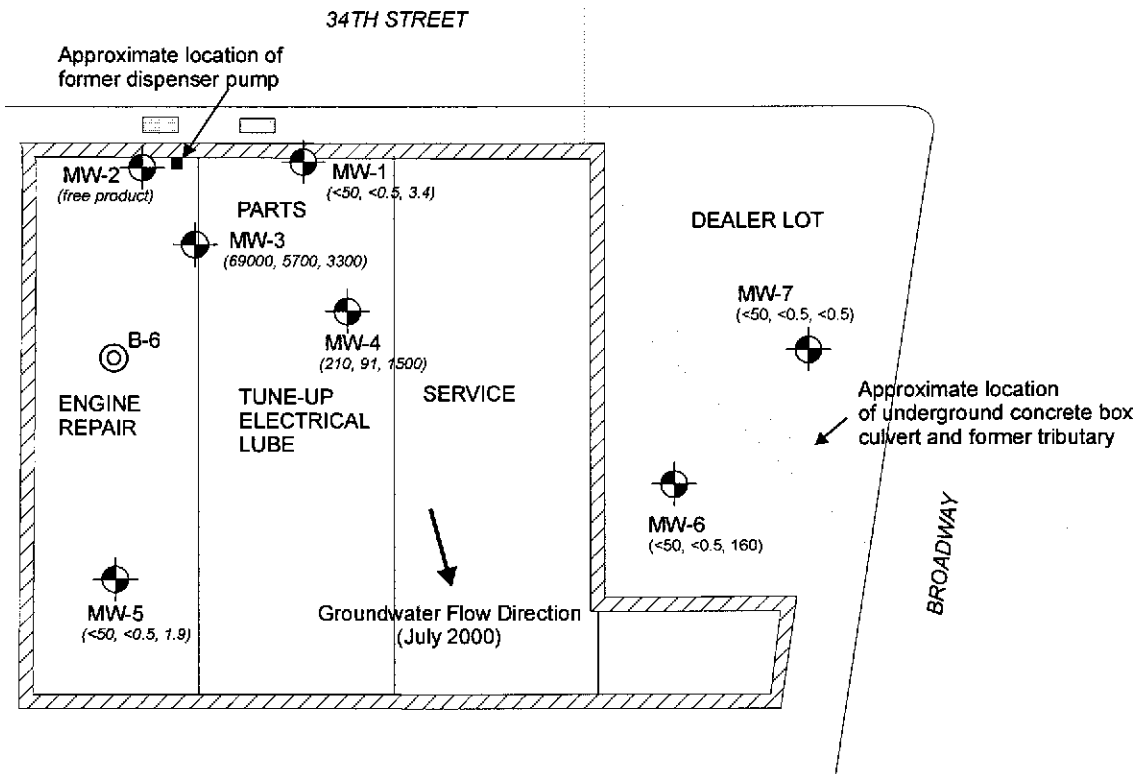 34TH STREET
Approximate location of
former dispenser pump
MW-2
(free product)
MW-1
(<50, <0.5, 3.4)
PARTS
MW-3
(69000, 5700, 3300)
DEALER LOT
MW-7
(<50, <0.5, <0.5)
B-6
MW-4
(210, 91, 1500)
ENGINE
REPAIR
TUNE-UP
ELECTRICAL
LUBE
SERVICE
Approximate location
of underground concrete box
culvert and former tributary
MW-6
(<50, <0.5, 160)
BROADWAY
MW-5
(<50, <0.5, 1.9)
Groundwater Flow Direction
(July 2000)